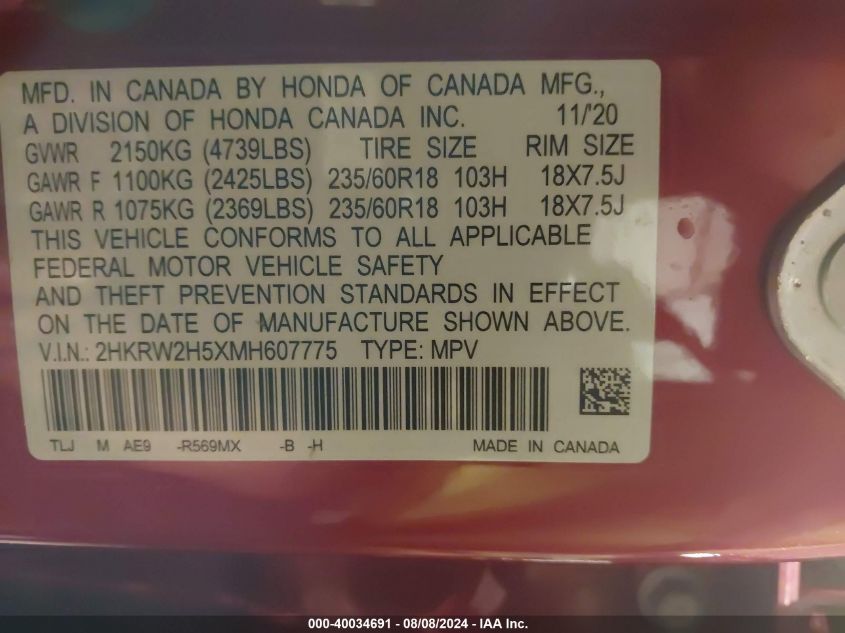 MFD. IN CANADA BY HONDA OF CANADA MFG.,
A DIVISION OF HONDA CANADA INC. 11/'20
GVWR 2150KG (4739LBS) TIRE SIZE RIM SIZE
GAWR F 1100KG (2425LBS) 235/60R18 103H 18X7.5J
GAWR R 1075KG (2369LBS) 235/60R18 103H 18X7.5J
THIS VEHICLE CONFORMS TO ALL APPLICABLE
FEDERAL MOTOR VEHICLE SAFETY
AND THEFT PREVENTION STANDARDS IN EFFECT
ON THE DATE OF MANUFACTURE SHOWN ABOVE.
V.I.N.: 2HKRW2H5XMH607775 TYPE: MPV
TLJ M AE9 -R569MX -B -H MADE IN CANADA
000-40034691 - 08/08/2024 - IAA Inc.